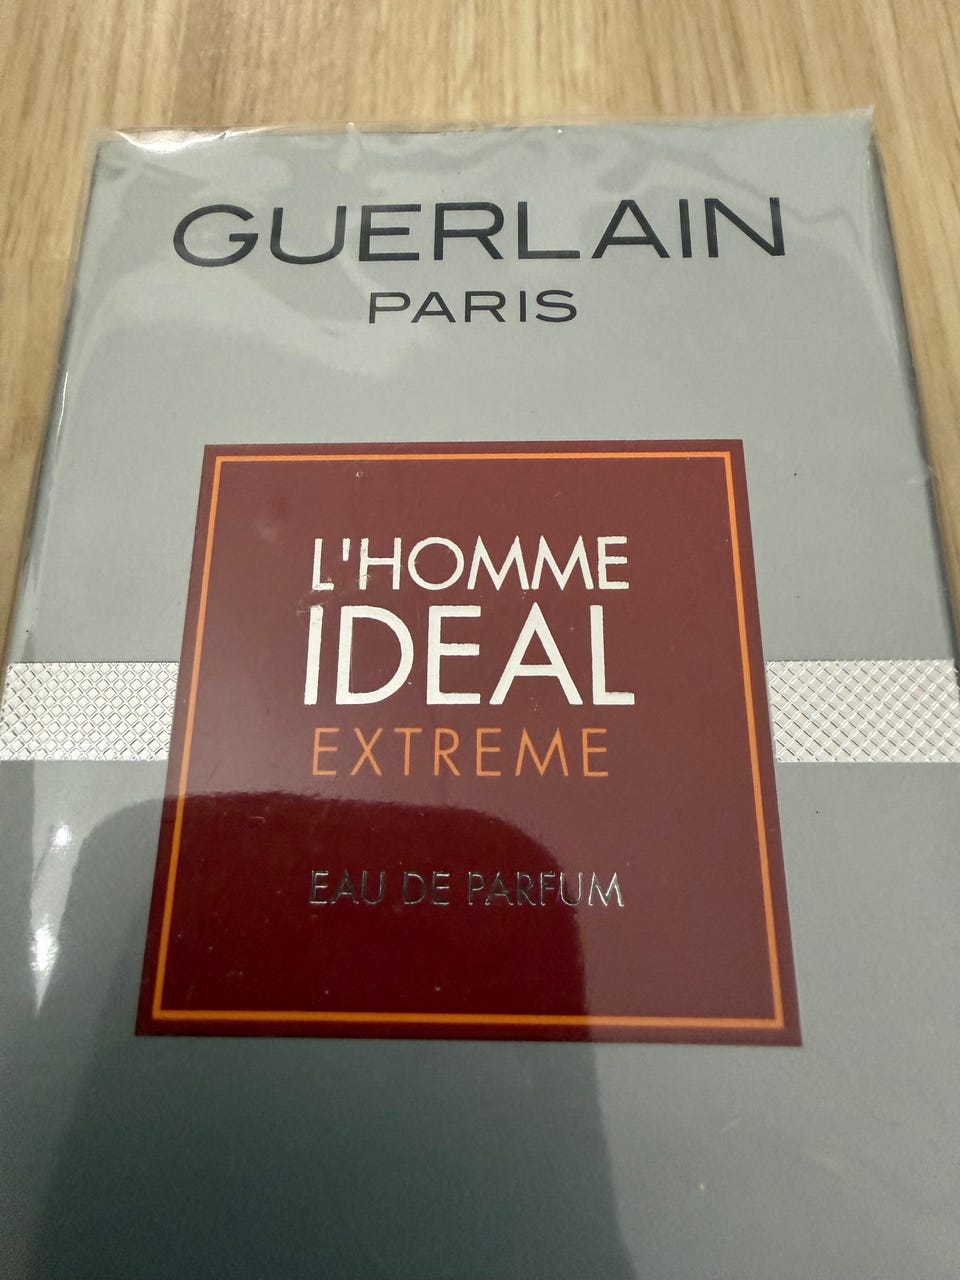 GUERLAIN
PARIS
L'HOMME
IDEAL
EXTREME
EAU DE PARFUM